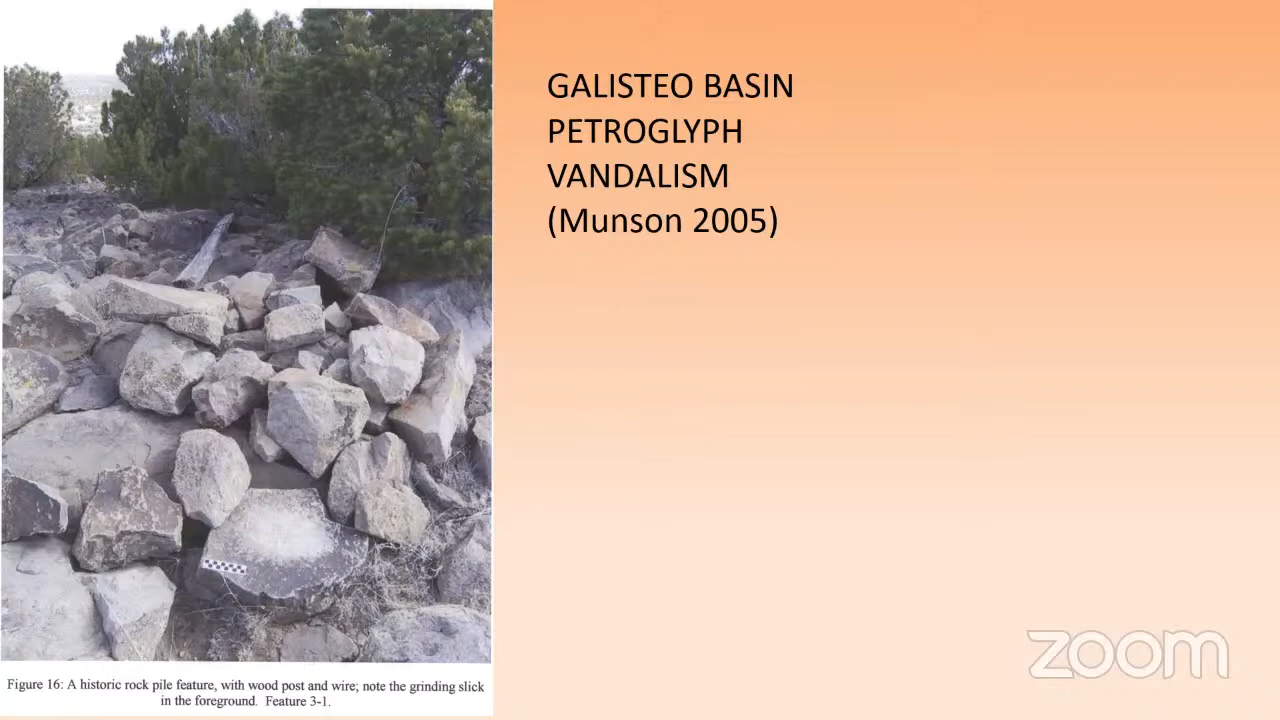 GALISTEO BASIN
PETROGLYPH
VANDALISM
(Munson 2005)
Figure 16: A historic rock pile feature, with wood post and wire; note the grinding slick
in the foreground. Feature 3-1.
zoom